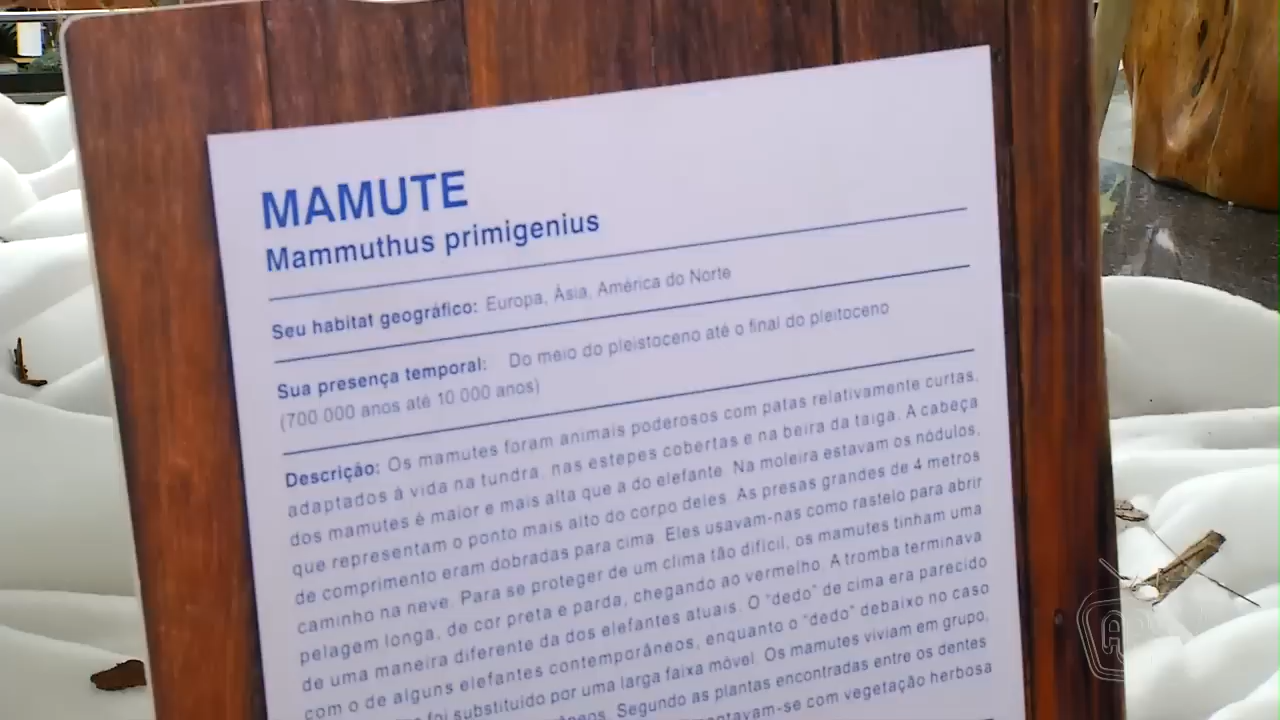 MAMUTE
Mammuthus primigenius
Seu habitat geográfico: Europa, Ásia, América do Norte
Sua presença temporal: Do meio do pleistoceno até o final do pleitoceno
(700 000 anos até 10 000 anos)
Descrição: Os mamutes foram animais poderosos com patas relativamente curtas,
adaptados à vida na tundra, nas estepes cobertas e na beira da taiga. A cabeça
dos mamutes é maior e mais alta que a do elefante. Na moleira estavam os nódulos,
que representam o ponto mais alto do corpo deles. As presas grandes de 4 metros
de comprimento eram dobradas para cima. Eles usavam-nas como rastelo para abrir
caminho na neve. Para se proteger de um clima tão difícil, os mamutes tinham uma
pelagem longa, de cor preta e parda, chegando ao vermelho. A tromba terminava
de uma maneira diferente da dos elefantes atuais. O "dedo" de cima era parecido
com o de alguns elefantes contemporâneos, enquanto o "dedo" debaixo no caso
foi substituído por uma larga faixa móvel. Os mamutes viviam em grupo,
Segundo as plantas encontradas entre os dentes
com vegetação herbosa